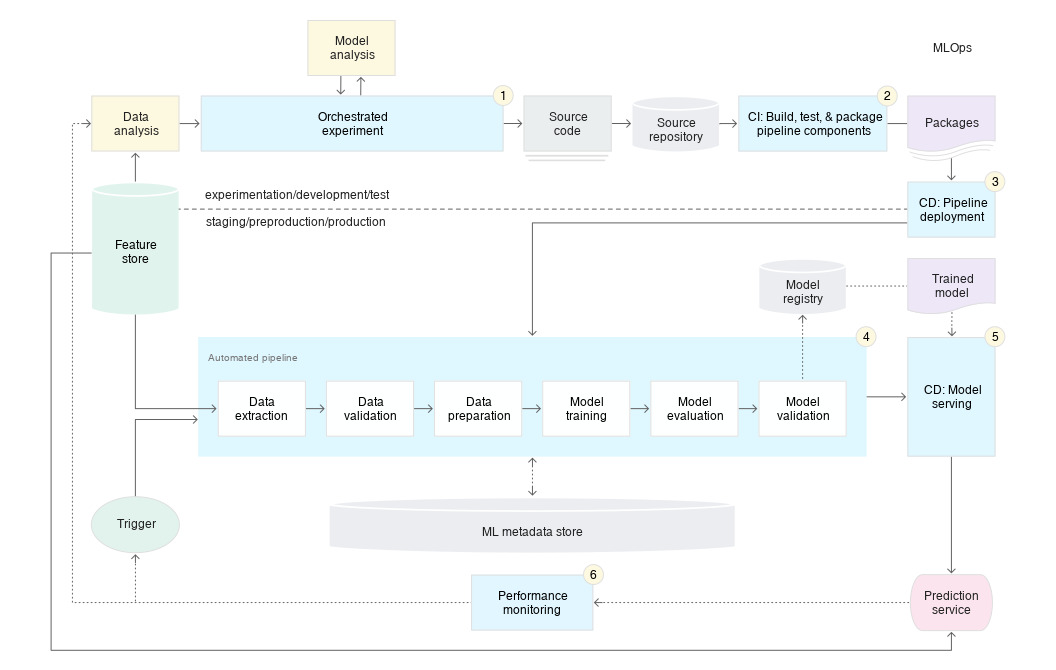 Model
analysis
MLOps
1
2
Data
analysis
Orchestrated
experiment
Source
code
Source
repository
CI: Build, test, & package
pipeline components
Packages
experimentation/development/test
staging/preproduction/production
3
CD: Pipeline
deployment
Feature
store
Model
registry
Trained
model
4
5
Automated pipeline
Data
extraction
Data
validation
Data
preparation
Model
training
Model
evaluation
Model
validation
CD: Model
serving
Trigger
ML metadata store
6
Performance
monitoring
Prediction
service